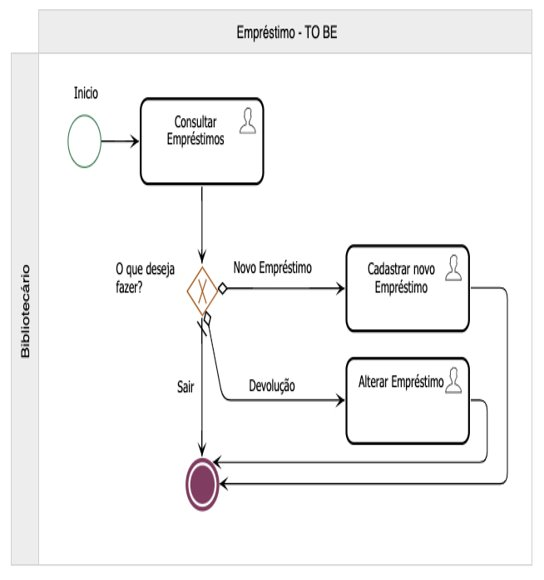 Empréstimo - TO BE
Bibliotecário
Inicio
Consultar
Empréstimos
O que deseja
fazer?
Novo Empréstimo
Cadastrar novo
Empréstimo
Sair
Devolução
Alterar Empréstimo